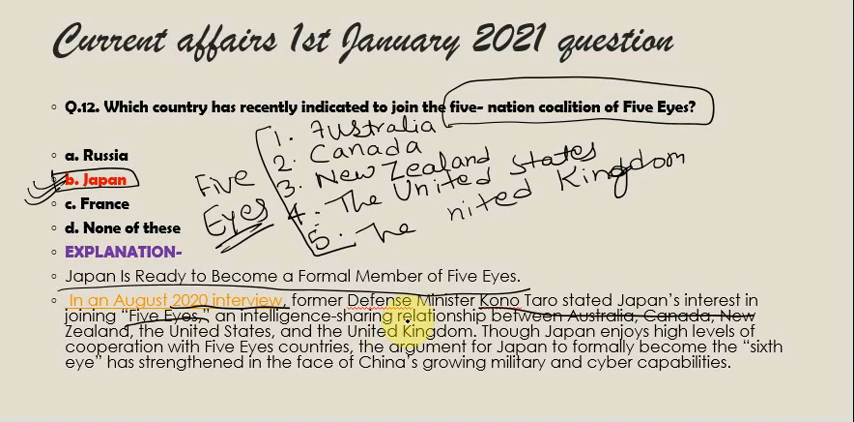 Current affairs 1st January 2021 question
Q.12. Which country has recently indicated to join the five- nation coalition of Five Eyes?
1. Australia
2. Canada
3. New Zealand
4. The United States
5. The nited Kingdom
Five
Eyes
a. Russia
b. Japan
c. France
d. None of these
EXPLANATION-
Japan Is Ready to Become a Formal Member of Five Eyes.
In an August 2020 interview, former Defense Minister Kono Taro stated Japan's interest in
joining "Five Eyes," an intelligence-sharing relationship between Australia, Canada, New
Zealand, the United States, and the United Kingdom. Though Japan enjoys high levels of
cooperation with Five Eyes countries, the argument for Japan to formally become the "sixth
eye" has strengthened in the face of China's growing military and cyber capabilities.